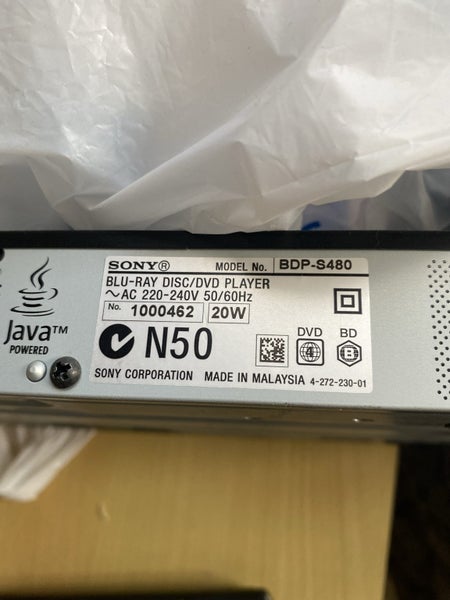 SONY® MODEL No. BDP-S480
BLU-RAY DISC/DVD PLAYER
~AC 220-240V 50/60Hz
No. 1000462 20W
N50
DVD BD
4 B
SONY CORPORATION MADE IN MALAYSIA 4-272-230-01
Java™
POWERED